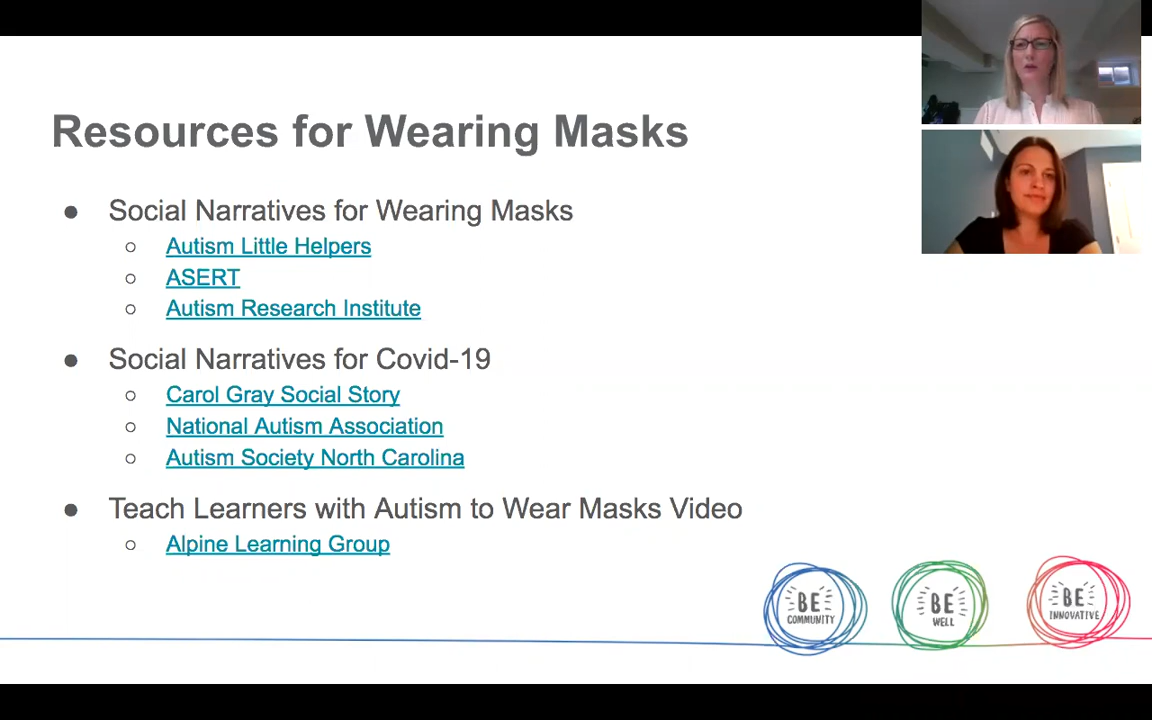 Resources for Wearing Masks
● Social Narratives for Wearing Masks
○ Autism Little Helpers
○ ASERT
○ Autism Research Institute
● Social Narratives for Covid-19
○ Carol Gray Social Story
○ National Autism Association
○ Autism Society North Carolina
● Teach Learners with Autism to Wear Masks Video
○ Alpine Learning Group
BE
COMMUNITY
BE
WELL
BE
INNOVATIVE